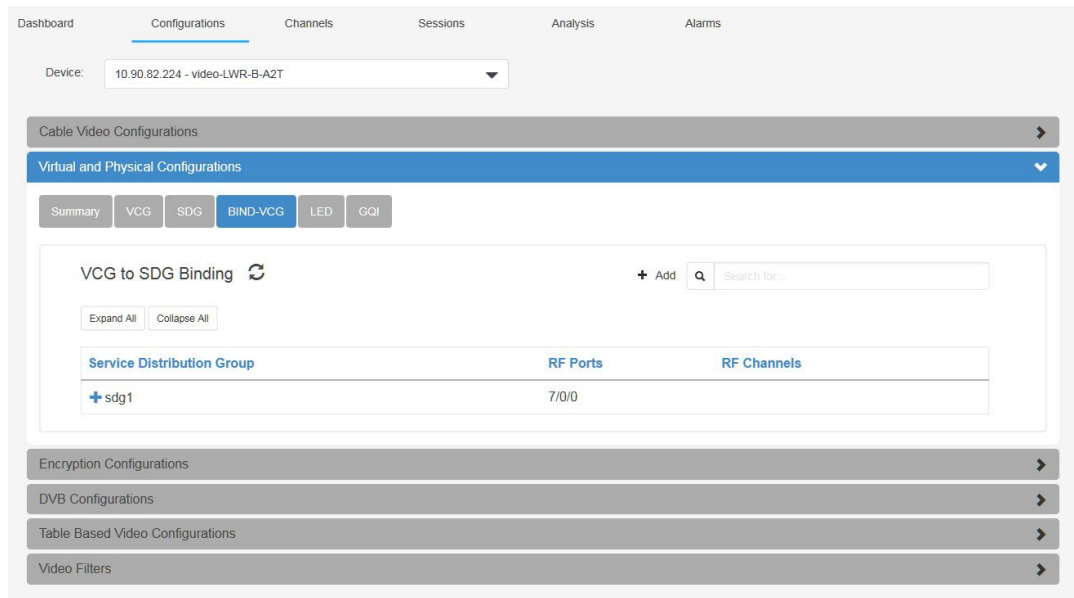 Dashboard Configurations Channels Sessions Analysis Alarms
Device: 10.90.82.224 - video-LWR-B-A2T
Cable Video Configurations
Virtual and Physical Configurations
Summary VCG SDG BIND-VCG LED GQI
VCG to SDG Binding + Add Search for...
Expand All Collapse All
Service Distribution Group RF Ports RF Channels
sdg1 7/0/0
Encryption Configurations
DVB Configurations
Table Based Video Configurations
Video Filters